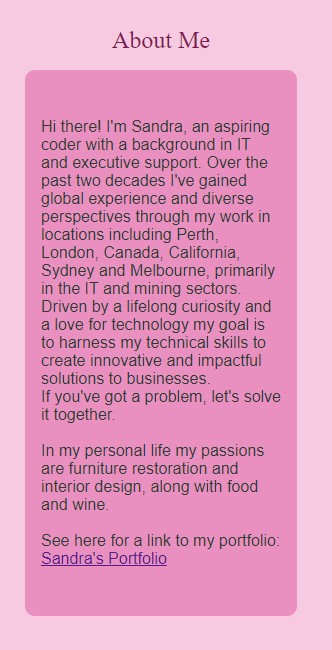 About Me
Hi there! I'm Sandra, an aspiring
coder with a background in IT
and executive support. Over the
past two decades I've gained
global experience and diverse
perspectives through my work in
locations including Perth,
London, Canada, California,
Sydney and Melbourne, primarily
in the IT and mining sectors.
Driven by a lifelong curiosity and
a love for technology my goal is
to harness my technical skills to
create innovative and impactful
solutions to businesses.
If you've got a problem, let's solve
it together.
In my personal life my passions
are furniture restoration and
interior design, along with food
and wine.
See here for a link to my portfolio:
Sandra's Portfolio